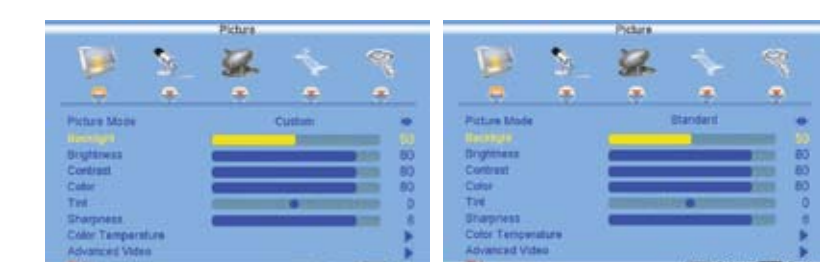 Picture
Picture Mode Custom
Backlight 50
Brightness 80
Contrast 80
Color 80
Tint 0
Sharpness 6
Color Temperature
Advanced Video
Picture
Picture Mode Standard
Backlight 50
Brightness 80
Contrast 80
Color 80
Tint 0
Sharpness 6
Color Temperature
Advanced Video